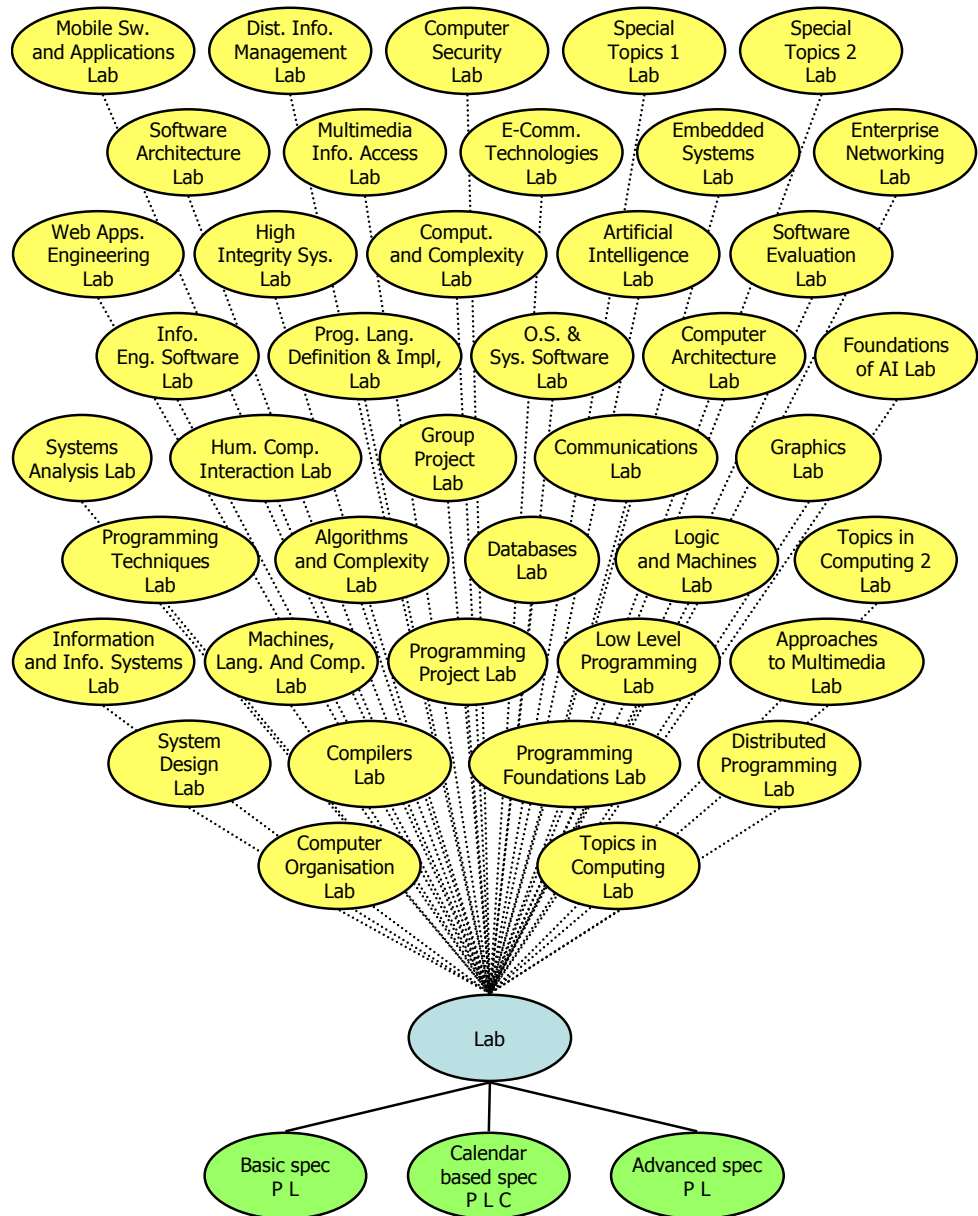 Mobile Sw.
and Applications
Lab
Dist. Info.
Management
Lab
Computer
Security
Lab
Special
Topics 1
Lab
Special
Topics 2
Lab
Software
Architecture
Lab
Multimedia
Info. Access
Lab
E-Comm.
Technologies
Lab
Embedded
Systems
Lab
Enterprise
Networking
Lab
Web Apps.
Engineering
Lab
High
Integrity Sys.
Lab
Comput.
and Complexity
Lab
Artificial
Intelligence
Lab
Software
Evaluation
Lab
Info.
Eng. Software
Lab
Prog. Lang.
Definition & Impl,
Lab
O.S. &
Sys. Software
Lab
Computer
Architecture
Lab
Foundations
of AI Lab
Systems
Analysis Lab
Hum. Comp.
Interaction Lab
Group
Project
Lab
Communications
Lab
Graphics
Lab
Programming
Techniques
Lab
Algorithms
and Complexity
Lab
Databases
Lab
Logic
and Machines
Lab
Topics in
Computing 2
Lab
Information
and Info. Systems
Lab
Machines,
Lang. And Comp.
Lab
Programming
Project Lab
Low Level
Programming
Lab
Approaches
to Multimedia
Lab
System
Design
Lab
Compilers
Lab
Programming
Foundations Lab
Distributed
Programming
Lab
Computer
Organisation
Lab
Topics in
Computing
Lab
Lab
Basic spec
P L
Calendar
based spec
P L C
Advanced spec
P L